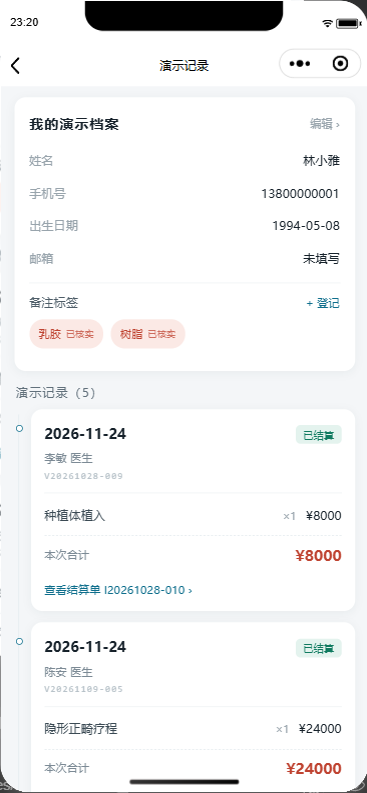 23:20
演示记录
我的演示档案 编辑 ›
姓名 林小雅
手机号 13800000001
出生日期 1994-05-08
邮箱 未填写
备注标签 + 登记
乳胶 已核实 树脂 已核实
演示记录（5）
2026-11-24 已结算
李敏 医生
V20261028-009
种植体植入 ×1 ¥8000
本次合计 ¥8000
查看结算单 I20261028-010 ›
2026-11-24 已结算
陈安 医生
V20261109-005
隐形正畸疗程 ×1 ¥24000
本次合计 ¥24000